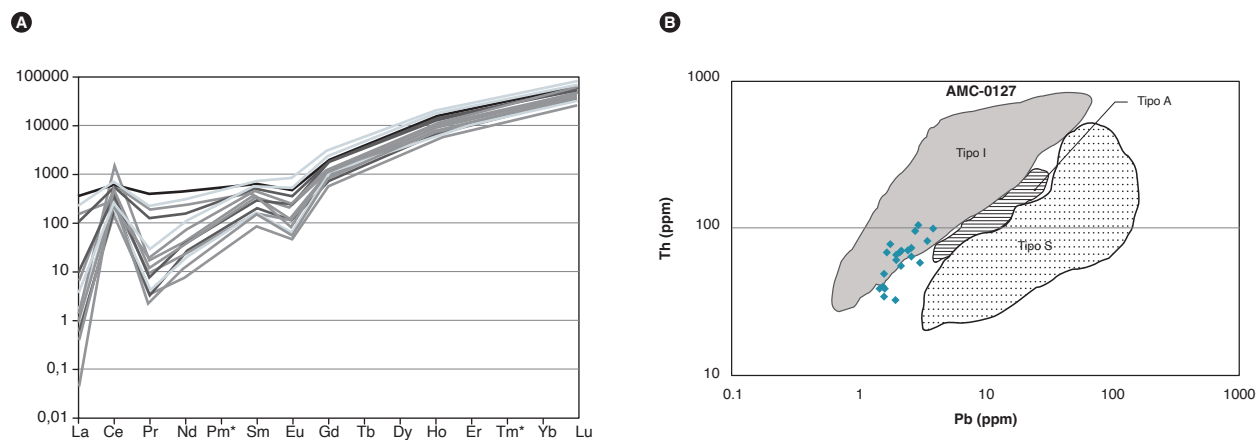 A
100000
10000
1000
100
10
1
0,1
0,01
La Ce Pr Nd Pm* Sm Eu Gd Tb Dy Ho Er Tm* Yb Lu
B
1000
100
10
Th (ppm)
AMC-0127
Tipo A
Tipo I
Tipo S
0.1 1 10 100 1000
Pb (ppm)